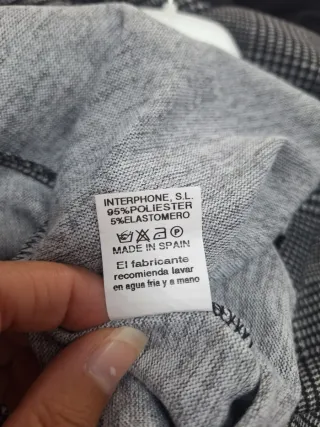 INTERPHONE, S.L.
95%POLIESTER
5%ELASTOMERO
P
MADE IN SPAIN
El fabricante
recomienda lavar
en agua fria y a mano